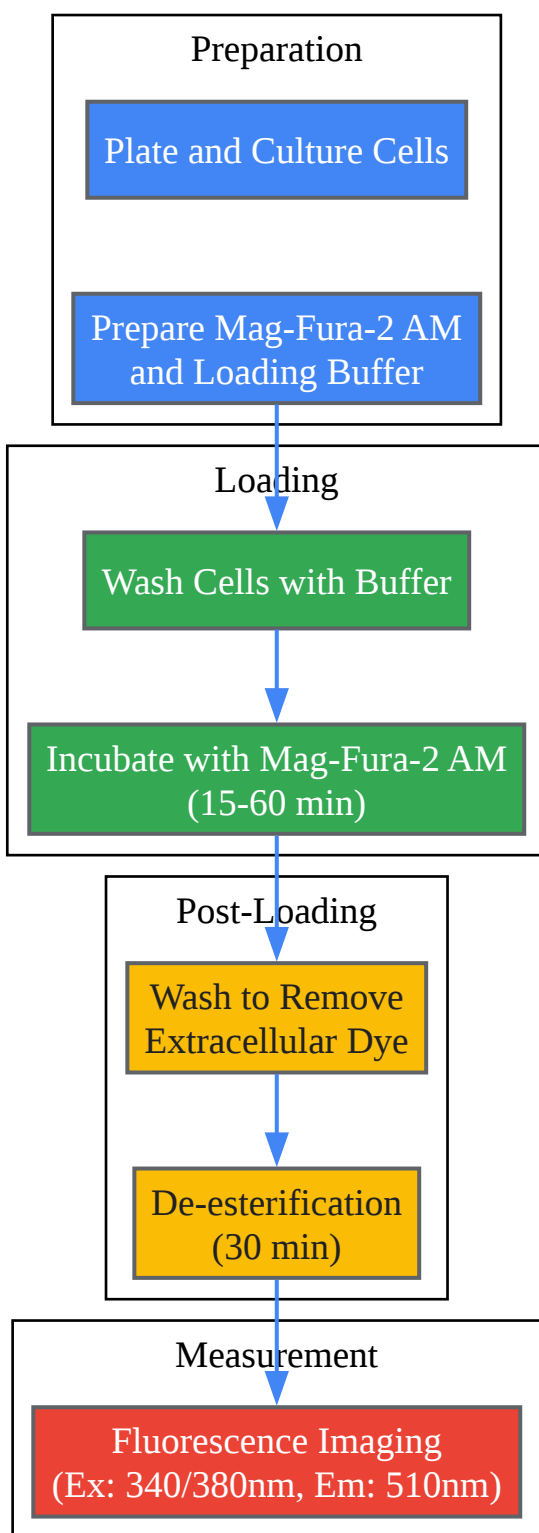 Preparation
Plate and Culture Cells
Prepare Mag-Fura-2 AM
and Loading Buffer
Loading
Wash Cells with Buffer
Incubate with Mag-Fura-2 AM
(15-60 min)
Post-Loading
Wash to Remove
Extracellular Dye
De-esterification
(30 min)
Measurement
Fluorescence Imaging
(Ex: 340/380nm, Em: 510nm)